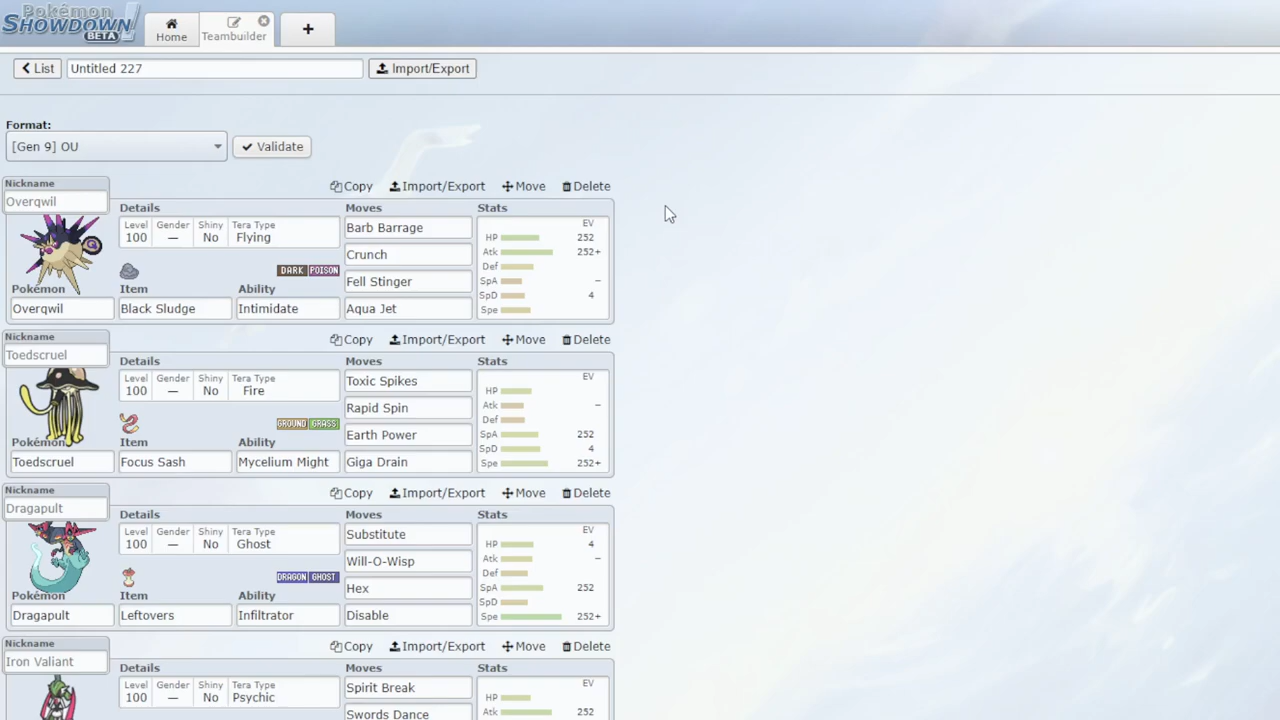 Pokémon
SHOWDOWN!
BETA
Home
Teambuilder
+
List
Untitled 227
Import/Export
Format:
[Gen 9] OU
Validate
Copy Import/Export Move Delete
Nickname
Overqwil
Details
Level Gender Shiny Tera Type
100 — No Flying
DARK POISON
Pokémon Item Ability
Overqwil Black Sludge Intimidate
Moves
Barb Barrage
Crunch
Fell Stinger
Aqua Jet
Stats
EV
HP 252
Atk 252+
Def
SpA –
SpD 4
Spe
Copy Import/Export Move Delete
Nickname
Toedscruel
Details
Level Gender Shiny Tera Type
100 — No Fire
GROUND GRASS
Pokémon Item Ability
Toedscruel Focus Sash Mycelium Might
Moves
Toxic Spikes
Rapid Spin
Earth Power
Giga Drain
Stats
EV
HP
Atk –
Def
SpA 252
SpD 4
Spe 252+
Copy Import/Export Move Delete
Nickname
Dragapult
Details
Level Gender Shiny Tera Type
100 — No Ghost
DRAGON GHOST
Pokémon Item Ability
Dragapult Leftovers Infiltrator
Moves
Substitute
Will-O-Wisp
Hex
Disable
Stats
EV
HP 4
Atk –
Def
SpA 252
SpD
Spe 252+
Copy Import/Export Move Delete
Nickname
Iron Valiant
Details
Level Gender Shiny Tera Type
100 — No Psychic
Moves
Spirit Break
Swords Dance
Stats
EV
HP
Atk 252